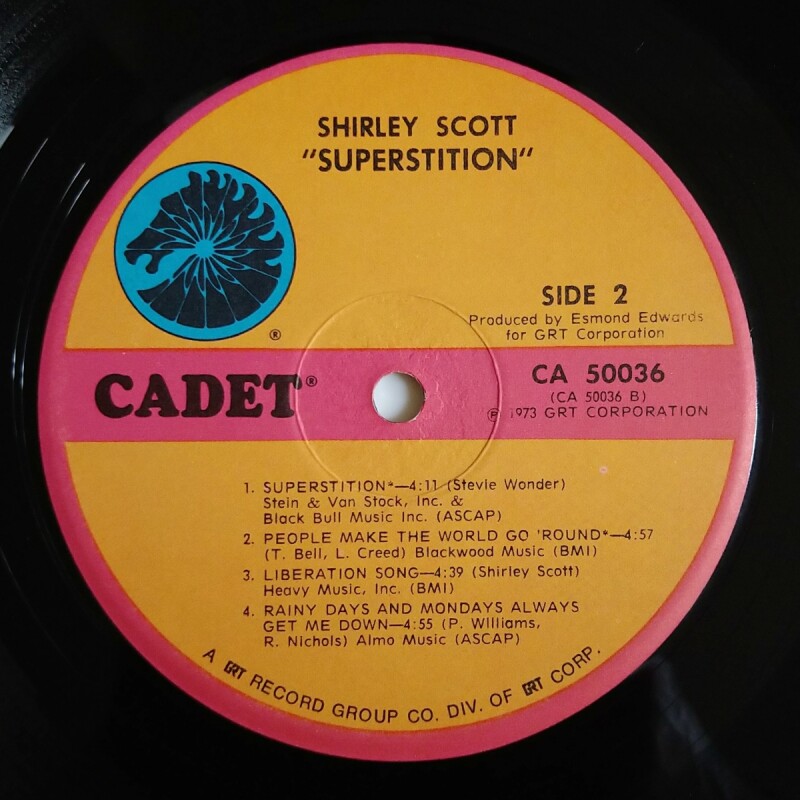 SHIRLEY SCOTT
"SUPERSTITION"
®
SIDE 2
Produced by Esmond Edwards
for GRT Corporation
CADET®
CA 50036
(CA 50036 B)
℗ 1973 GRT CORPORATION
1. SUPERSTITION*—4:11 (Stevie Wonder)
Stein & Van Stock, Inc. &
Black Bull Music Inc. (ASCAP)
2. PEOPLE MAKE THE WORLD GO 'ROUND*—4:57
(T. Bell, L. Creed) Blackwood Music (BMI)
3. LIBERATION SONG—4:39 (Shirley Scott)
Heavy Music, Inc. (BMI)
4. RAINY DAYS AND MONDAYS ALWAYS
GET ME DOWN—4:55 (P. Williams,
R. Nichols) Almo Music (ASCAP)
A GRT RECORD GROUP CO. DIV. OF GRT CORP.